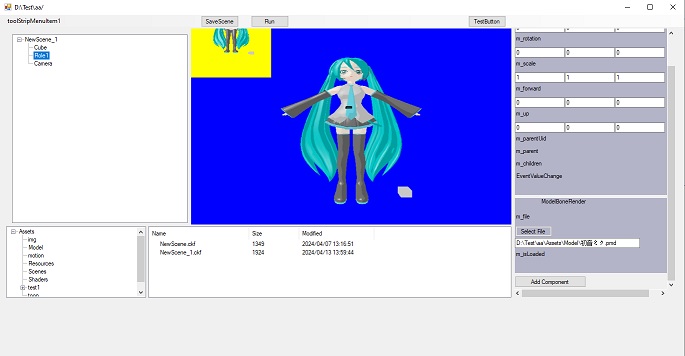 D:\Test\aa/
toolStripMenuItem1
SaveScene
Run
TestButton
NewScene_1
Cube
Role1
Camera
m_rotation
0 0 0
m_scale
1 1 1
m_forward
0 0 0
m_up
0 0 0
m_parentUid
m_parent
m_children
EventValueChange
ModelBoneRender
m_file
Select File
D:\Test\aa\Assets\Model\初音ミク.pmd
m_isLoaded
Add Component
Assets
img
Model
motion
Resources
Scenes
Shaders
test1
Name Size Modified
NewScene.ckf 1349 2024/04/07 13:16:51
NewScene_1.ckf 1924 2024/04/13 13:59:44